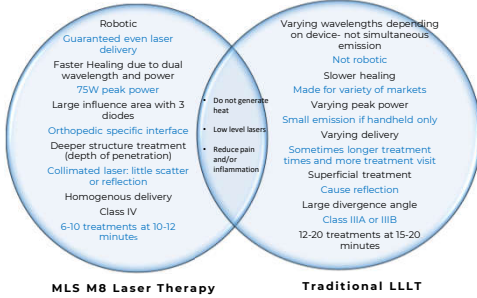 Robotic
Guaranteed even laser
delivery
Faster Healing due to dual
wavelength and power
75W peak power
Large influence area with 3
diodes
Orthopedic specific interface
Deeper structure treatment
(depth of penetration)
Collimated laser: little scatter
or reflection
Homogenous delivery
Class IV
6-10 treatments at 10-12
minutes
• Do not generate
heat
• Low level lasers
• Reduce pain
and/or
inflammation
Varying wavelengths depending
on device- not simultaneous
emission
Not robotic
Slower healing
Made for variety of markets
Varying peak power
Small emission if handheld only
Varying delivery
Sometimes longer treatment
times and more treatment visit
Superficial treatment
Cause reflection
Large divergence angle
Class IIIA or IIIB
12-20 treatments at 15-20
minutes
MLS M8 Laser Therapy
Traditional LLLT